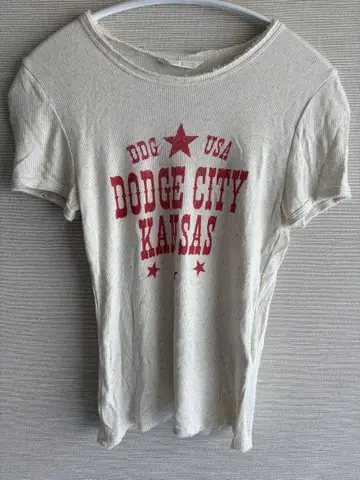 DDG USA
DODGE CITY
KANSAS